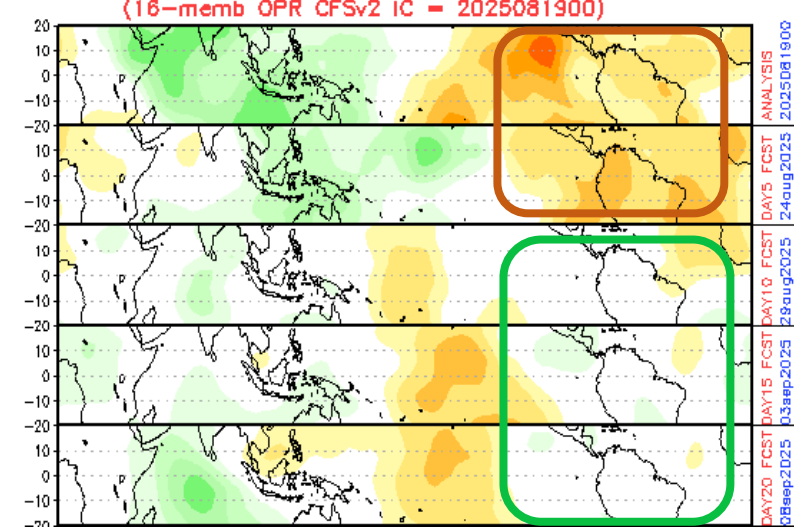 (16-memb OPR CFSv2 IC = 2025081900)
20
10
0
-10
-20
10
0
-10
-20
10
0
-10
-20
10
0
-10
-20
10
0
-10
-20
ANALYSIS
2025081900
DAY5 FCST
24aug2025
DAY10 FCST
29aug2025
DAY15 FCST
03sep2025
DAY20 FCST
08sep2025